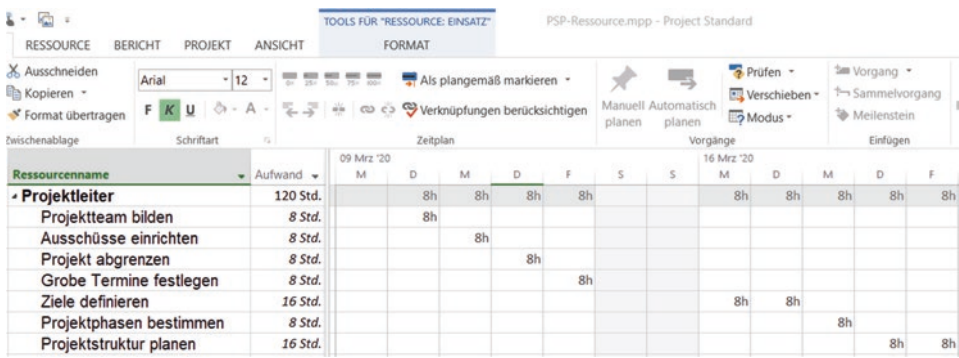 TOOLS FÜR "RESSOURCE: EINSATZ" PSP-Ressource.mpp - Project Standard
RESSOURCE BERICHT PROJEKT ANSICHT FORMAT
Ausschneiden
Kopieren
Format übertragen
Zwischenablage
Arial 12
F K U A
Schriftart
0% 25% 50% 75% 100%
Als plangemäß markieren
Verknüpfungen berücksichtigen
Zeitplan
Manuell planen
Automatisch planen
Prüfen
Verschieben
Modus
Vorgänge
Vorgang
Sammelvorgang
Meilenstein
Einfügen
09 Mrz '20 16 Mrz '20
Ressourcenname Aufwand M D M D F S S M D M D F
Projektleiter 120 Std. 8h 8h 8h 8h 8h 8h 8h 8h 8h
Projektteam bilden 8 Std. 8h
Ausschüsse einrichten 8 Std. 8h
Projekt abgrenzen 8 Std. 8h
Grobe Termine festlegen 8 Std. 8h
Ziele definieren 16 Std. 8h 8h
Projektphasen bestimmen 8 Std. 8h
Projektstruktur planen 16 Std. 8h 8h